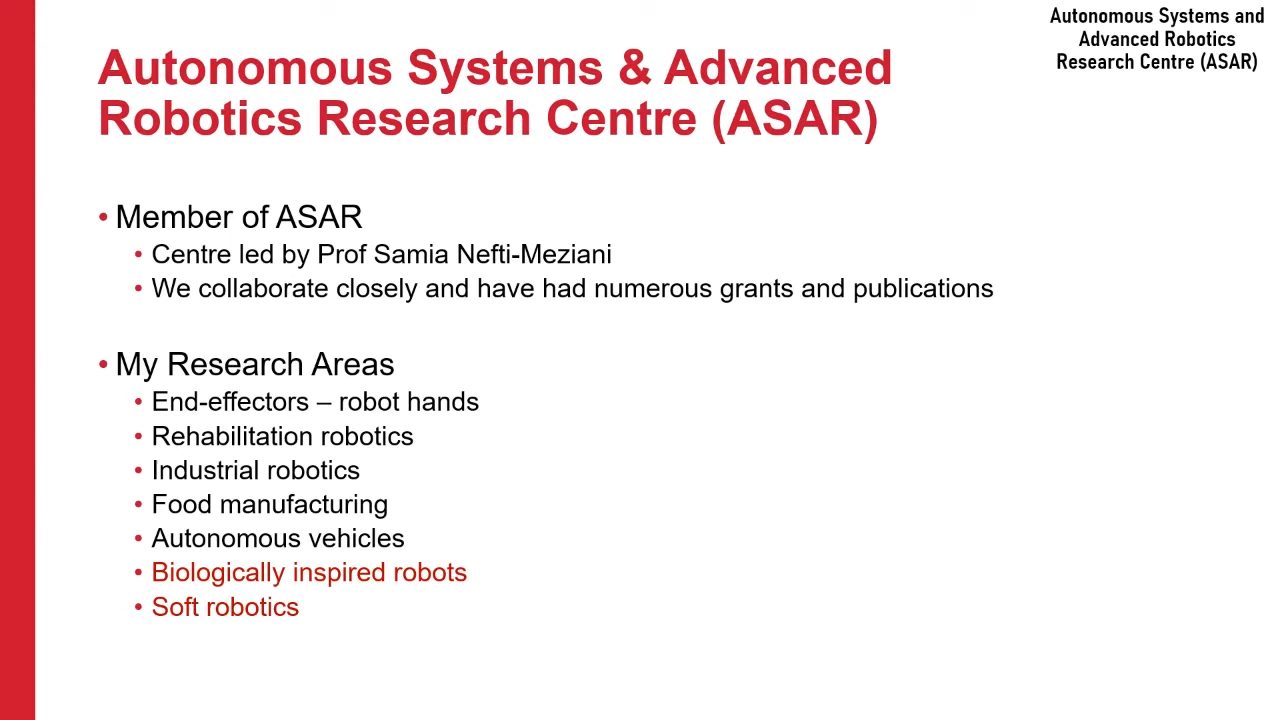 Autonomous Systems and
Advanced Robotics
Research Centre (ASAR)
Autonomous Systems & Advanced
Robotics Research Centre (ASAR)
• Member of ASAR
• Centre led by Prof Samia Nefti-Meziani
• We collaborate closely and have had numerous grants and publications
• My Research Areas
• End-effectors – robot hands
• Rehabilitation robotics
• Industrial robotics
• Food manufacturing
• Autonomous vehicles
• Biologically inspired robots
• Soft robotics